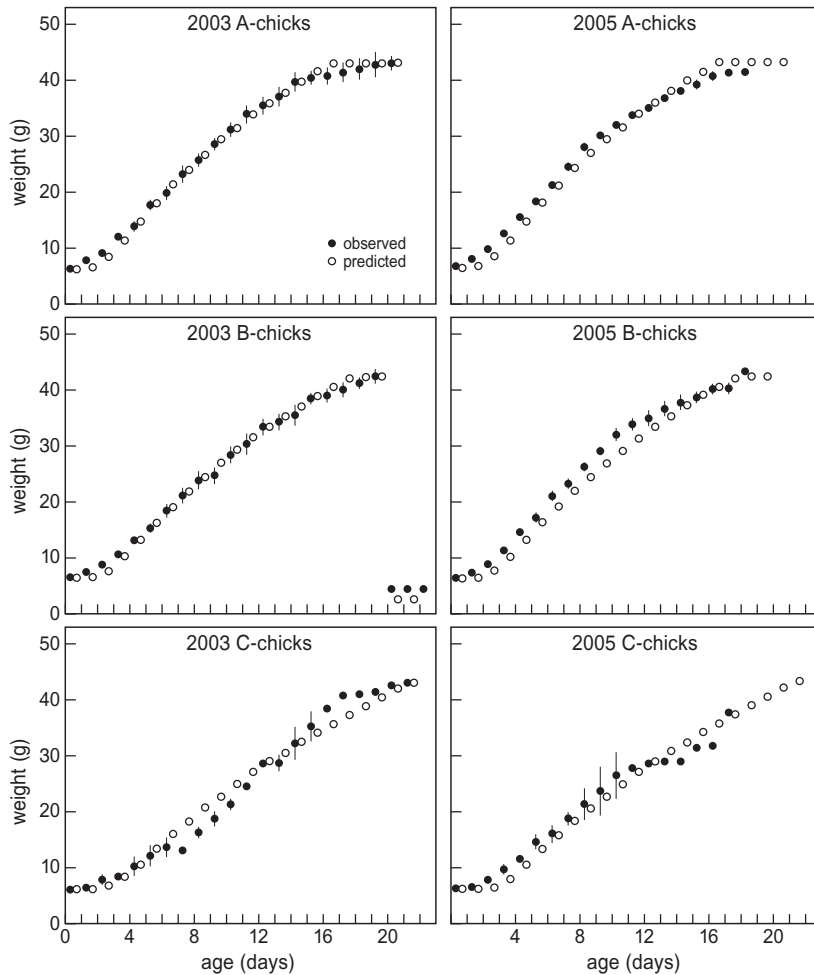 2003 A-chicks
2005 A-chicks
50
40
30
20
10
0
weight (g)
observed
predicted
2003 B-chicks
2005 B-chicks
50
40
30
20
10
0
weight (g)
2003 C-chicks
2005 C-chicks
50
40
30
20
10
0
weight (g)
0 4 8 12 16 20
4 8 12 16 20
age (days)
age (days)